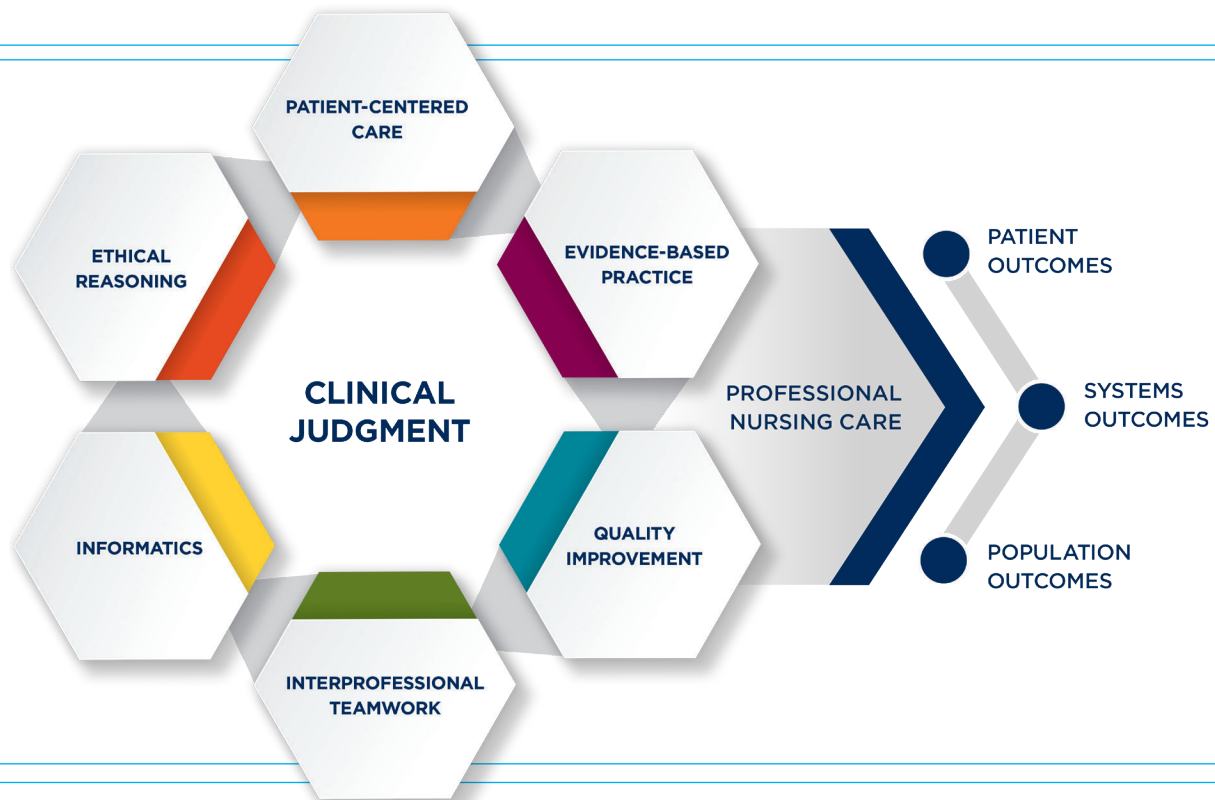 PATIENT-CENTERED
CARE
EVIDENCE-BASED
PRACTICE
ETHICAL
REASONING
CLINICAL
JUDGMENT
INFORMATICS
QUALITY
IMPROVEMENT
INTERPROFESSIONAL
TEAMWORK
PROFESSIONAL
NURSING CARE
PATIENT
OUTCOMES
SYSTEMS
OUTCOMES
POPULATION
OUTCOMES